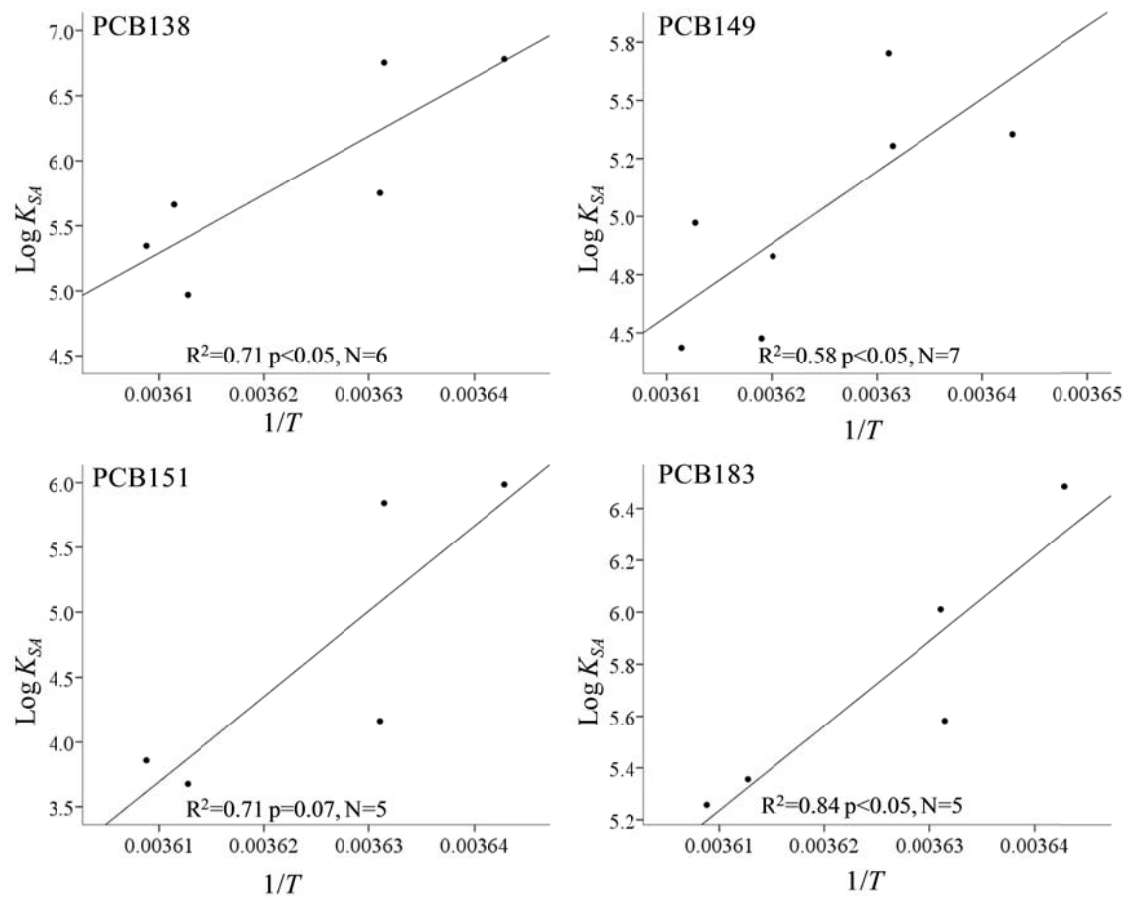 PCB138
7.0
6.5
6.0
5.5
5.0
4.5
Log K_SA
R²=0.71 p<0.05, N=6
0.00361 0.00362 0.00363 0.00364
1/T
PCB149
5.8
5.5
5.2
5.0
4.8
4.5
Log K_SA
R²=0.58 p<0.05, N=7
0.00361 0.00362 0.00363 0.00364 0.00365
1/T
PCB151
6.0
5.5
5.0
4.5
4.0
3.5
Log K_SA
R²=0.71 p=0.07, N=5
0.00361 0.00362 0.00363 0.00364
1/T
PCB183
6.4
6.2
6.0
5.8
5.6
5.4
5.2
Log K_SA
R²=0.84 p<0.05, N=5
0.00361 0.00362 0.00363 0.00364
1/T